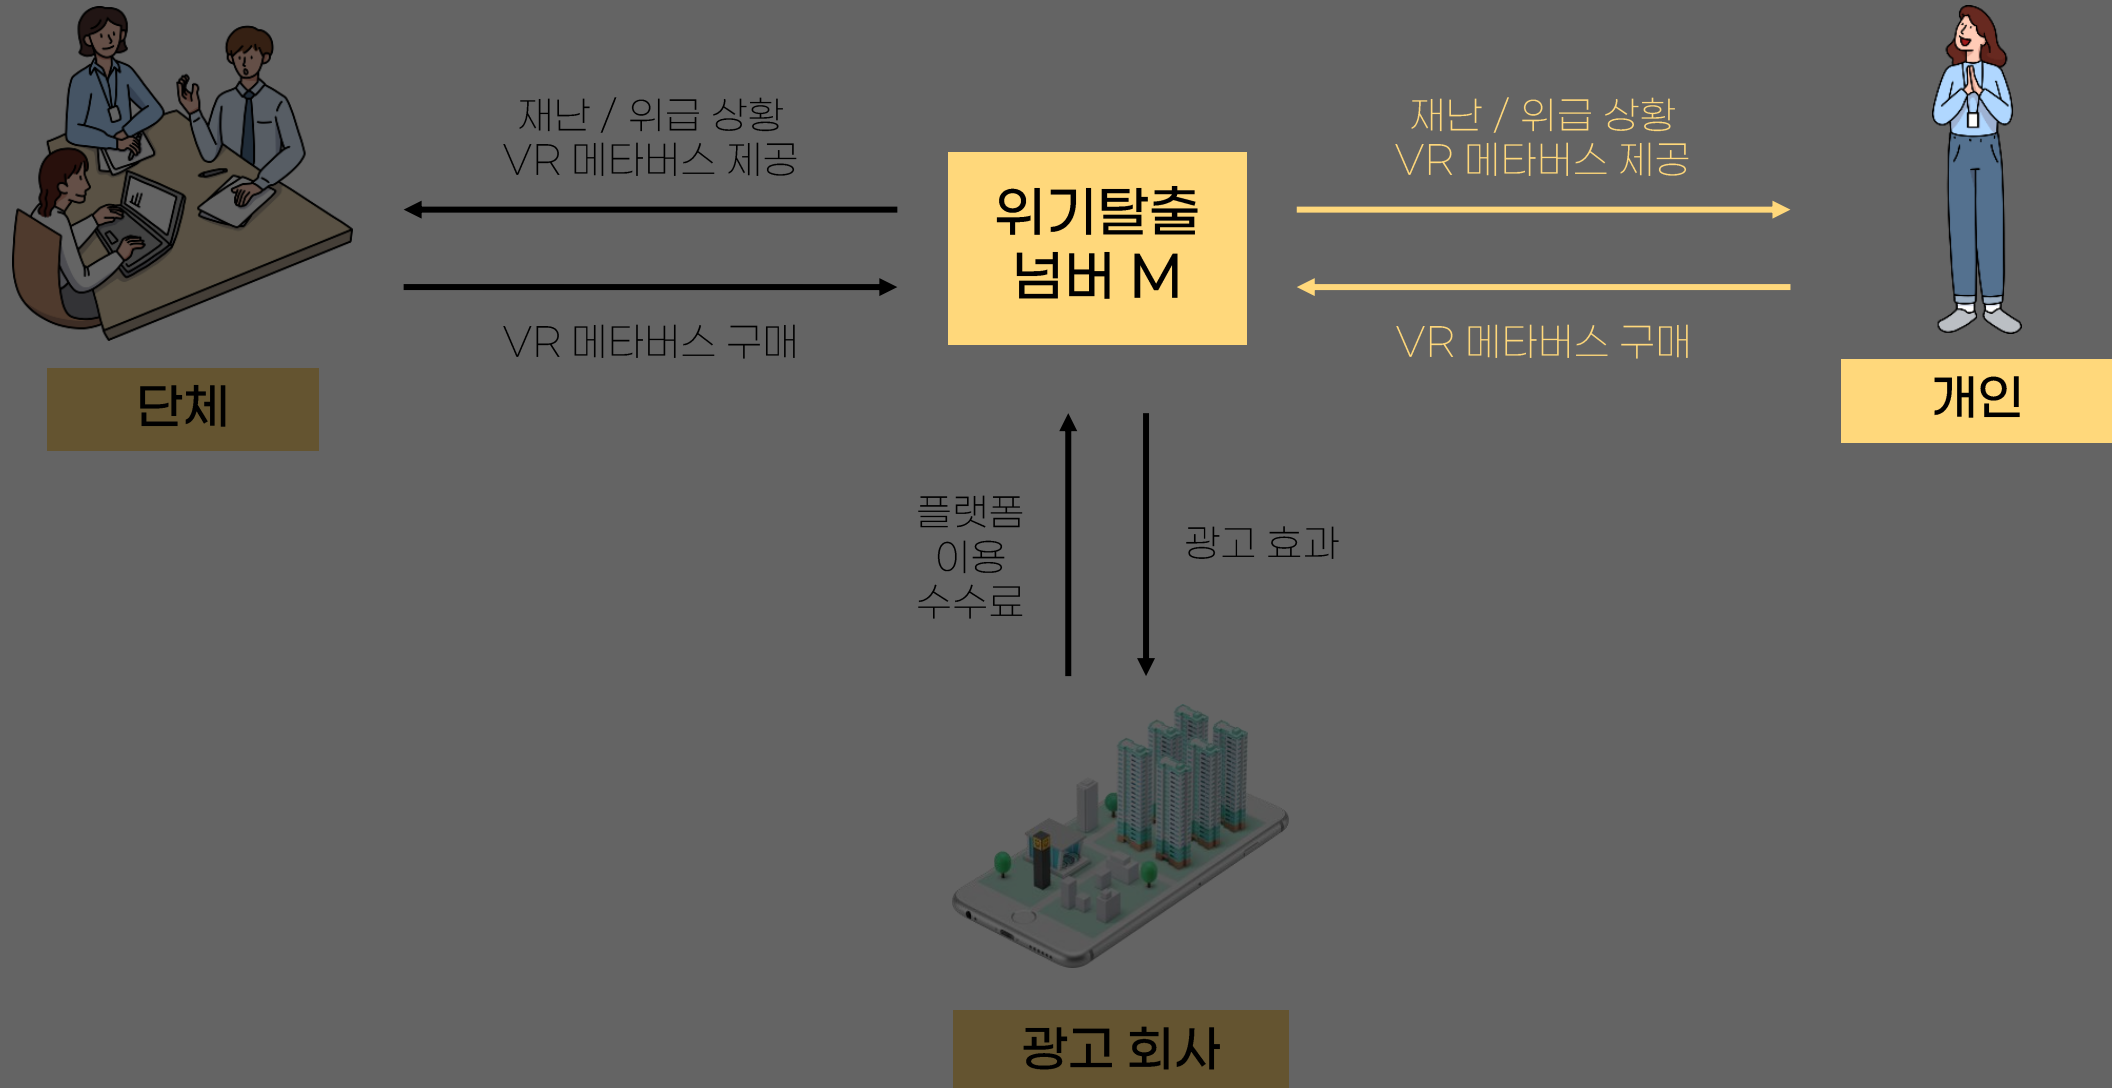 재난 / 위급 상황
VR 메타버스 제공
VR 메타버스 구매
단체
위기탈출
넘버 M
재난 / 위급 상황
VR 메타버스 제공
VR 메타버스 구매
개인
플랫폼
이용
수수료
광고 효과
광고 회사